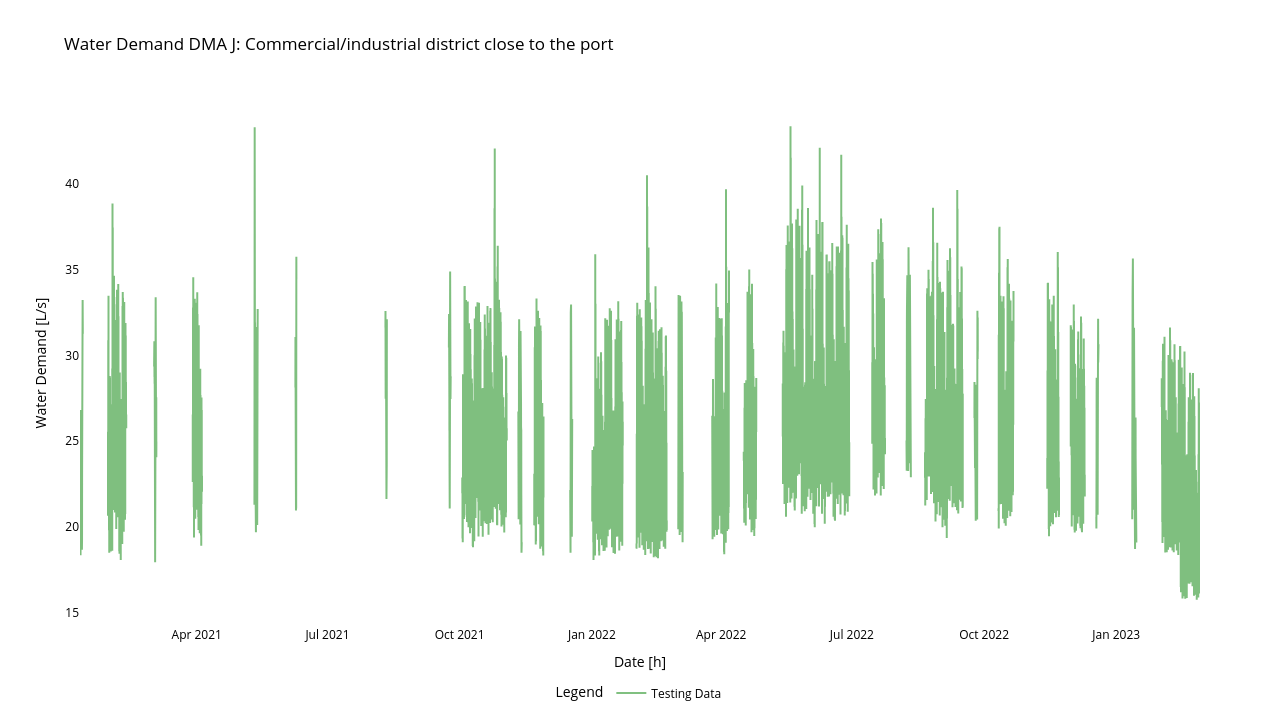 Water Demand DMA J: Commercial/industrial district close to the port
40
35
30
25
20
15
Water Demand [L/s]
Apr 2021
Jul 2021
Oct 2021
Jan 2022
Apr 2022
Jul 2022
Oct 2022
Jan 2023
Date [h]
Legend
Testing Data